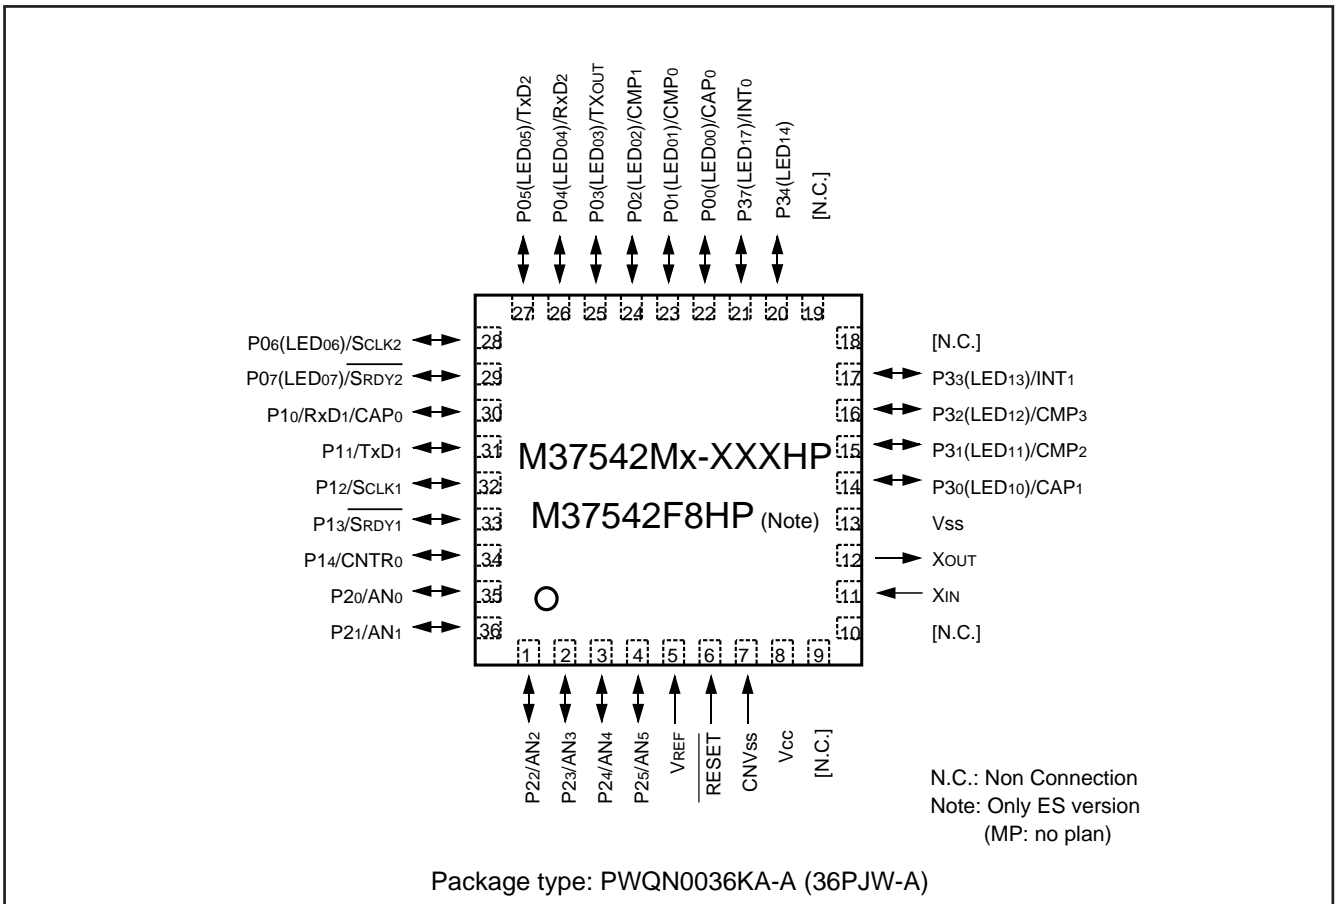 P05(LED05)/TxD2
P04(LED04)/RxD2
P03(LED03)/TXOUT
P02(LED02)/CMP1
P01(LED01)/CMP0
P00(LED00)/CAP0
P37(LED17)/INT0
P34(LED14)
[N.C.]
27 26 25 24 23 22 21 20 19
P06(LED06)/SCLK2 28
P07(LED07)/SRDY2 29
P10/RxD1/CAP0 30
P11/TxD1 31
P12/SCLK1 32
P13/SRDY1 33
P14/CNTR0 34
P20/AN0 35
P21/AN1 36
M37542Mx-XXXHP
M37542F8HP (Note)
18 [N.C.]
17 P33(LED13)/INT1
16 P32(LED12)/CMP3
15 P31(LED11)/CMP2
14 P30(LED10)/CAP1
13 Vss
12 XOUT
11 XIN
10 [N.C.]
1 2 3 4 5 6 7 8 9
P22/AN2
P23/AN3
P24/AN4
P25/AN5
VREF
RESET
CNVss
Vcc
[N.C.]
N.C.: Non Connection
Note: Only ES version
(MP: no plan)
Package type: PWQN0036KA-A (36PJW-A)